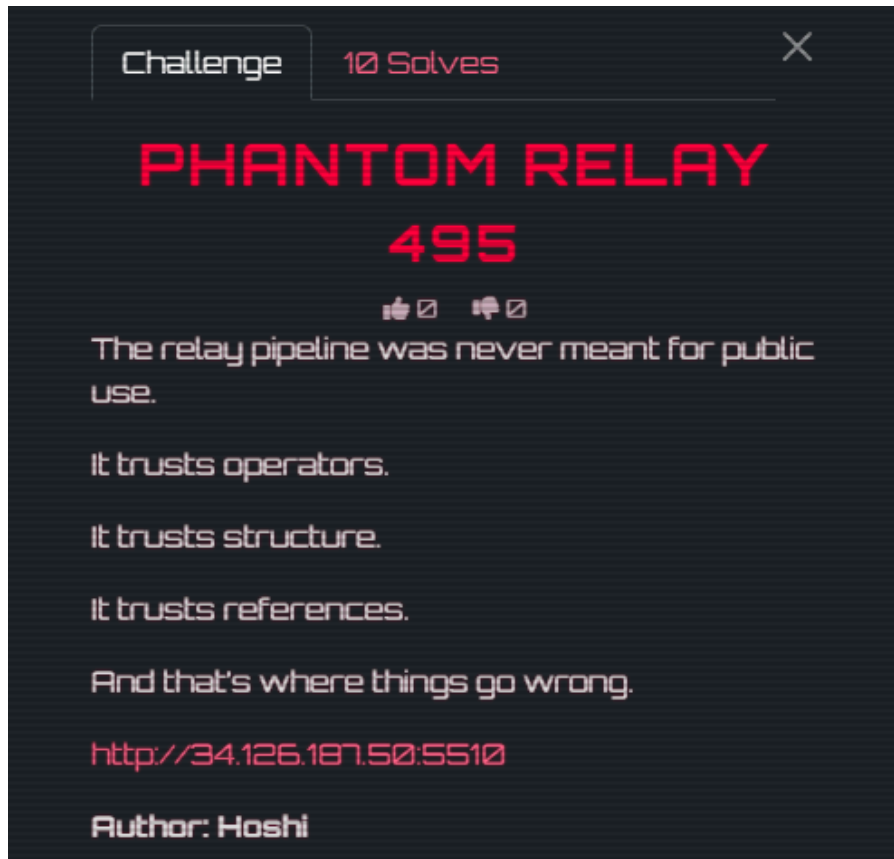 Challenge
10 Solves
PHANTOM RELAY
495
0 0
The relay pipeline was never meant for public
use.
It trusts operators.
It trusts structure.
It trusts references.
And that's where things go wrong.
http://34.126.187.50:5510
Author: Hoshi